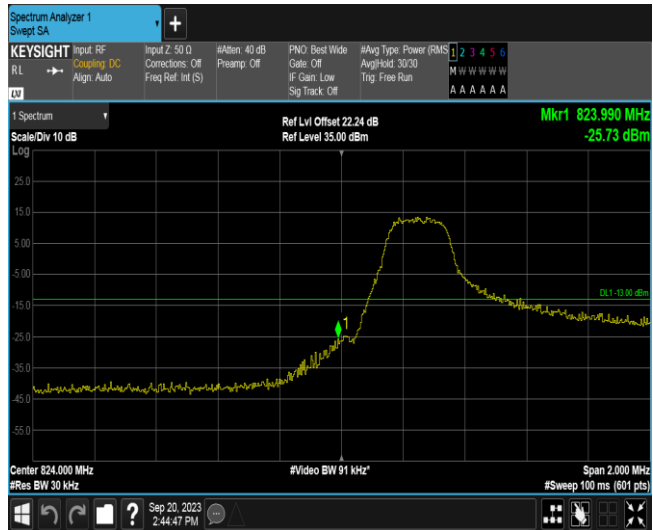 Spectrum Analyzer 1
Swept SA
+
KEYSIGHT
RL
LXI
Input: RF
Coupling: DC
Align: Auto
Input Z: 50 Ω
Corrections: Off
Freq Ref: Int (S)
#Atten: 40 dB
Preamp: Off
PNO: Best Wide
Gate: Off
IF Gain: Low
Sig Track: Off
#Avg Type: Power (RMS
Avg|Hold: 30/30
Trig: Free Run
1 2 3 4 5 6
M W W W W W
A A A A A A
1 Spectrum
Scale/Div 10 dB
Log
Ref Lvl Offset 22.24 dB
Ref Level 35.00 dBm
Mkr1 823.990 MHz
-25.73 dBm
25.0
15.0
5.00
-5.00
DL1 -13.00 dBm
-15.0
1
-25.0
-35.0
-45.0
-55.0
Center 824.000 MHz
#Res BW 30 kHz
#Video BW 91 kHz*
Span 2.000 MHz
#Sweep 100 ms (601 pts)
?
Sep 20, 2023
2:44:47 PM